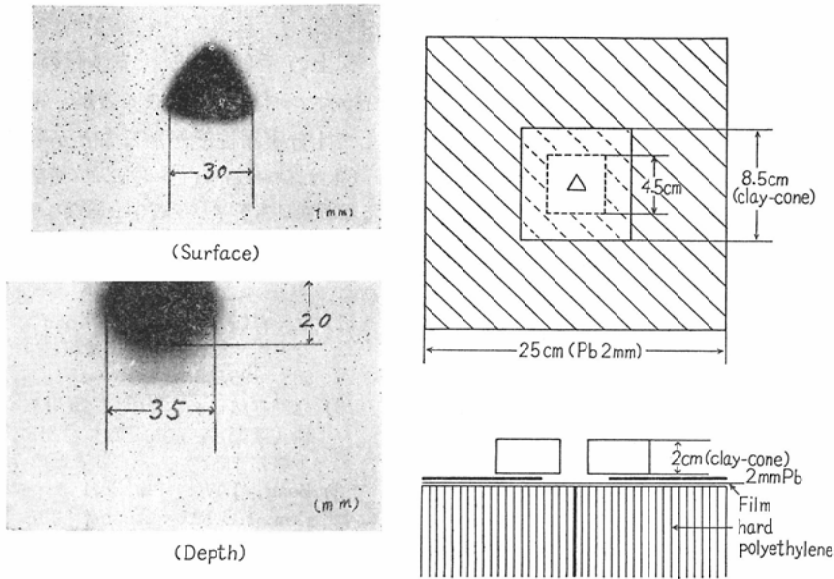 30
(mm)
(Surface)
20
35
(mm)
(Depth)
4.5cm
8.5cm
(clay-cone)
25cm (Pb 2mm)
2cm(clay-cone)
2mmPb
Film
hard
polyethylene